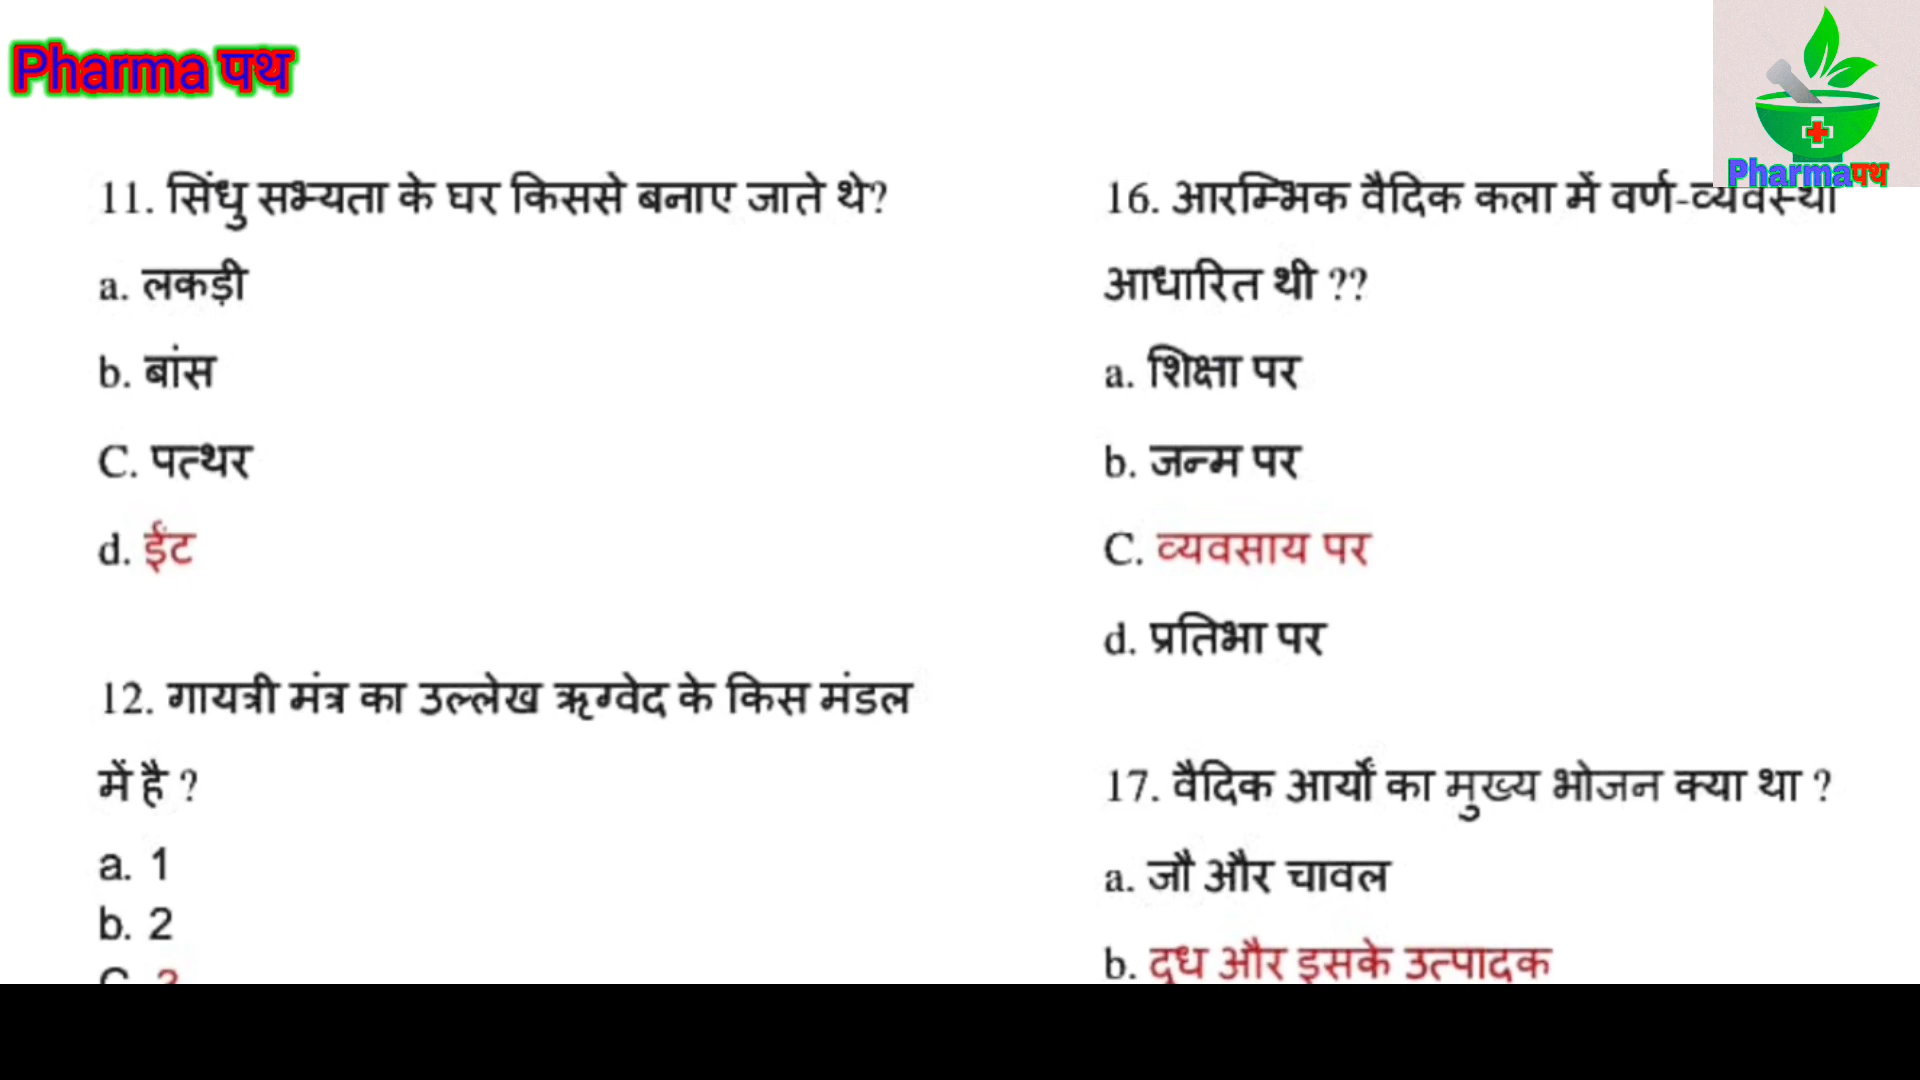 Pharma पथ
Pharmaपथ
11. सिंधु सभ्यता के घर किससे बनाए जाते थे?
a. लकड़ी
b. बांस
C. पत्थर
d. ईंट
12. गायत्री मंत्र का उल्लेख ऋग्वेद के किस मंडल
में है ?
a. 1
b. 2
C. 3
16. आरम्भिक वैदिक कला में वर्ण-व्यवस्था
आधारित थी ??
a. शिक्षा पर
b. जन्म पर
C. व्यवसाय पर
d. प्रतिभा पर
17. वैदिक आर्यों का मुख्य भोजन क्या था ?
a. जौ और चावल
b. दूध और इसके उत्पादक